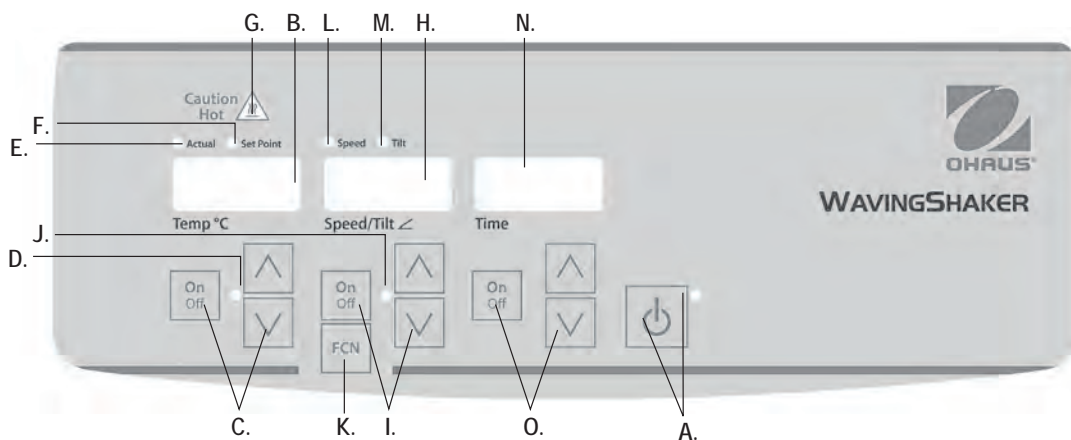 G. B. L. M. H. N.
Caution
Hot
F.
E.
Actual Set Point Speed Tilt
OHAUS®
WAVINGSHAKER
Temp °C Speed/Tilt ∠ Time
J.
D.
On
Off
On
Off
On
Off
FCN
C. K. I. O. A.